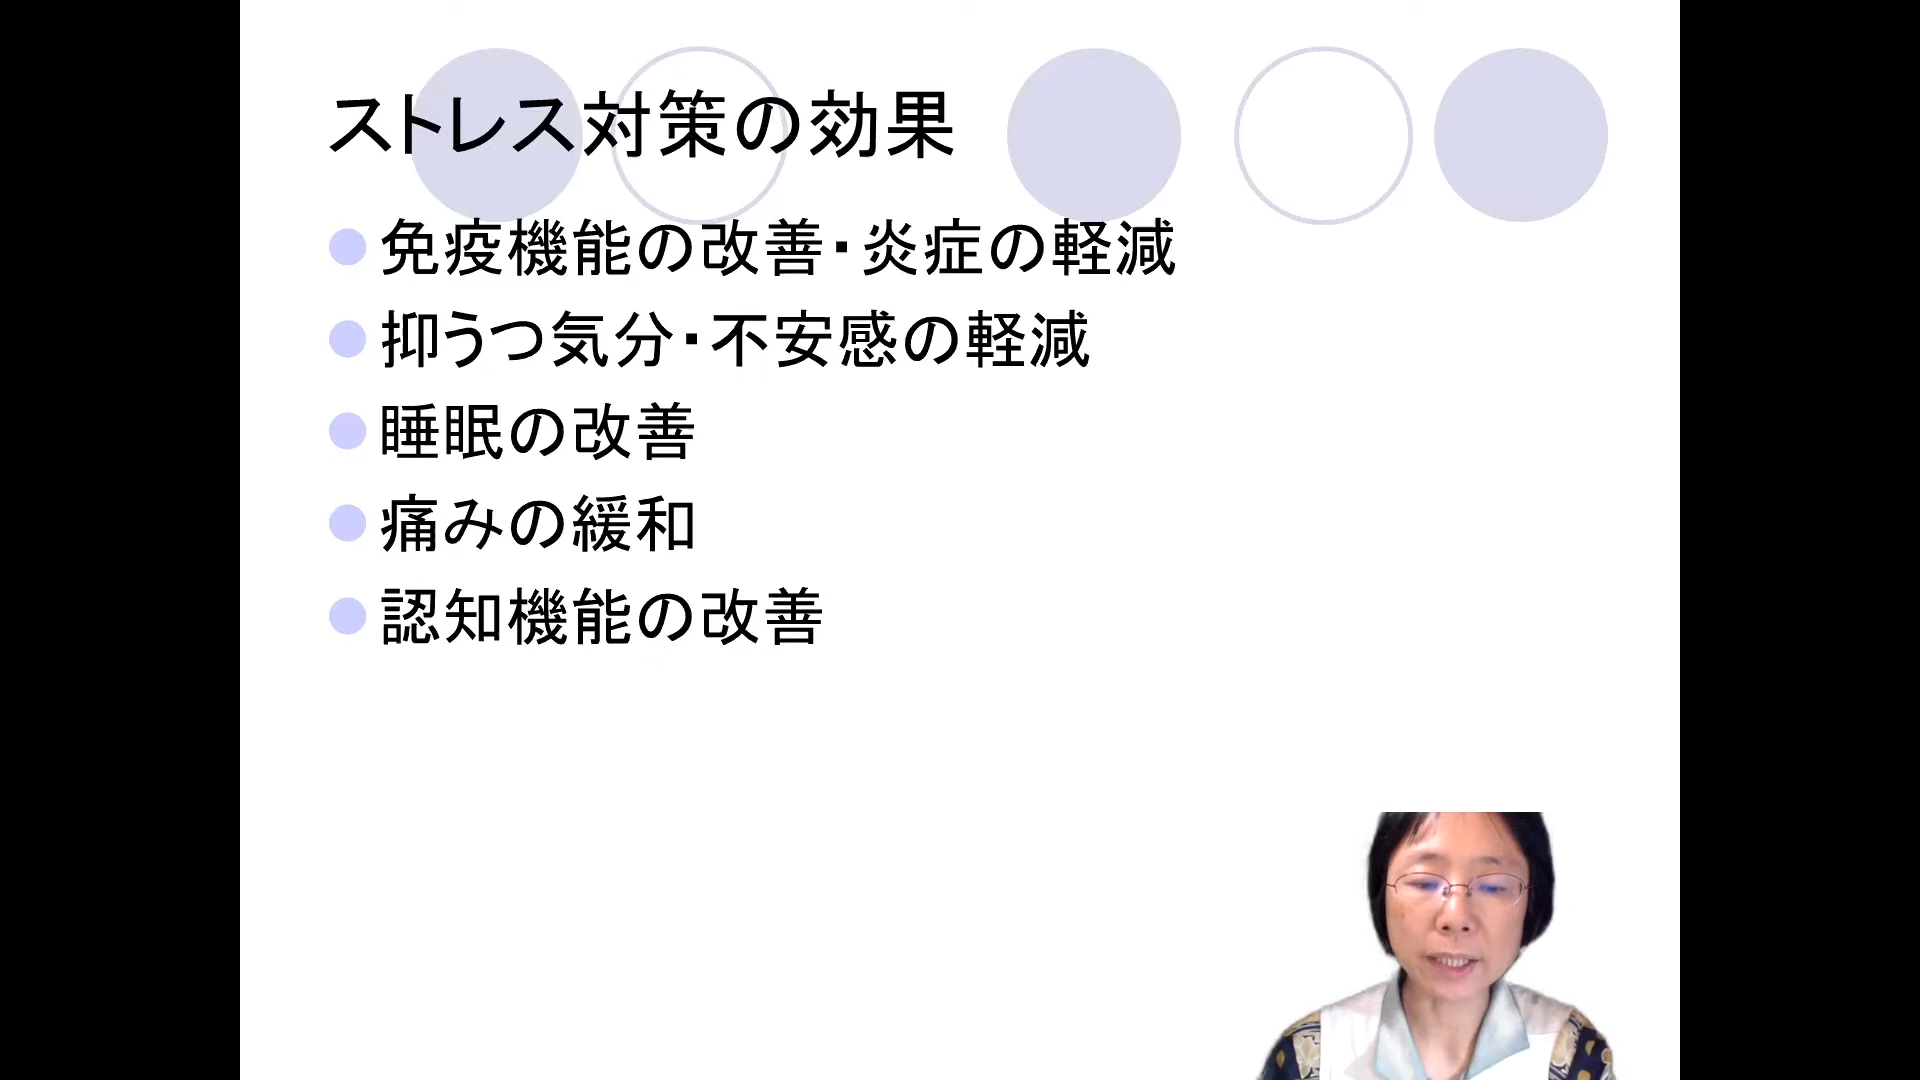 ストレス対策の効果
免疫機能の改善・炎症の軽減
抑うつ気分・不安感の軽減
睡眠の改善
痛みの緩和
認知機能の改善